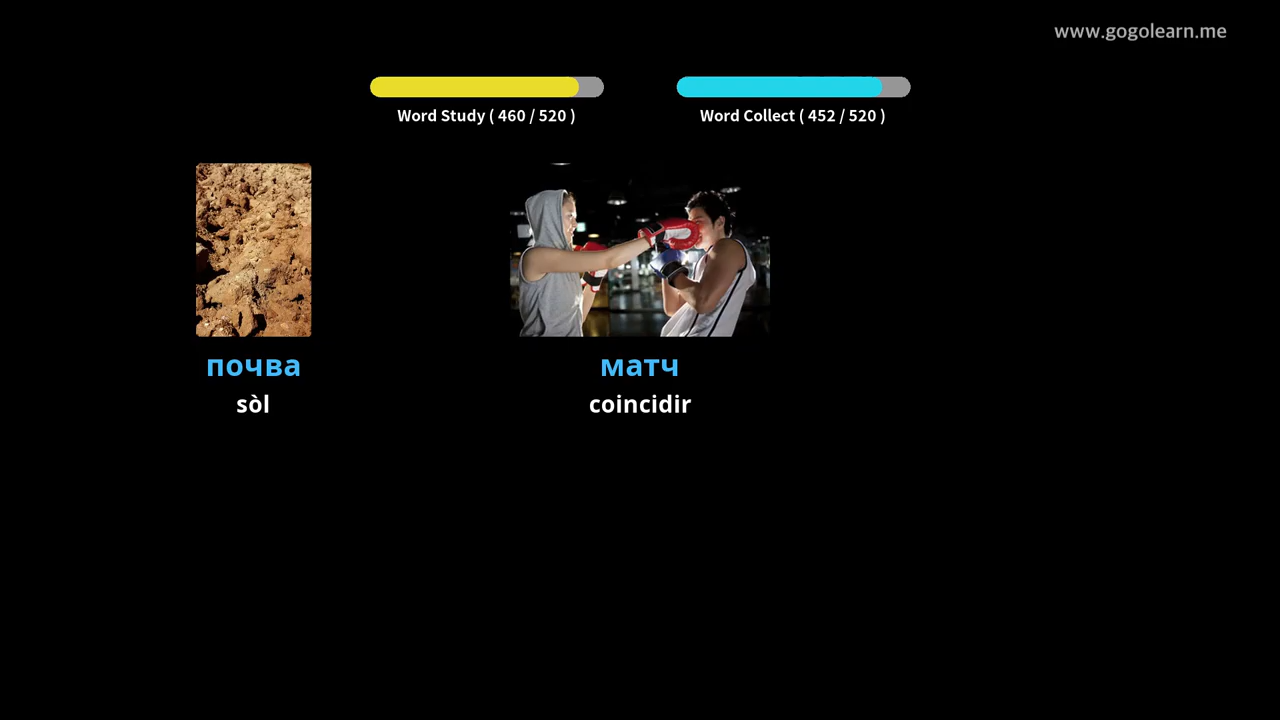 www.gogolearn.me
Word Study ( 460 / 520 )
Word Collect ( 452 / 520 )
почва
матч
sòl
coincidir